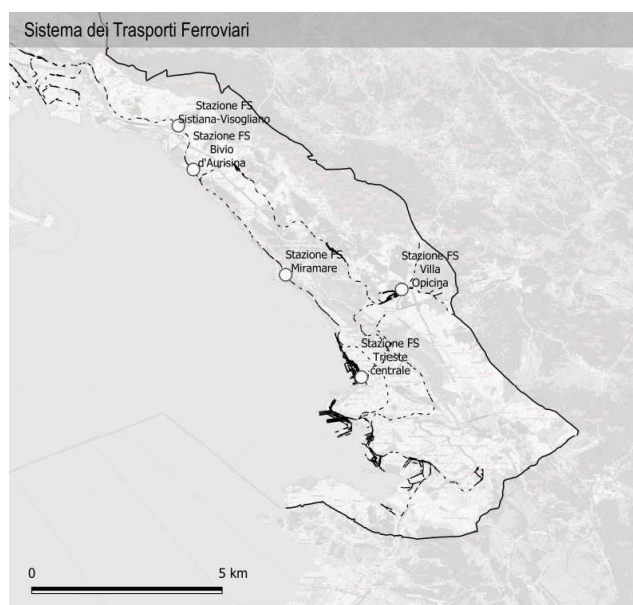 Sistema dei Trasporti Ferroviari
Stazione FS
Sistiana-Visogliano
Stazione FS
Bivio
d'Aurisina
Stazione FS
Miramare
Stazione FS
Villa
Opicina
Stazione FS
Trieste
centrale
0 5 km